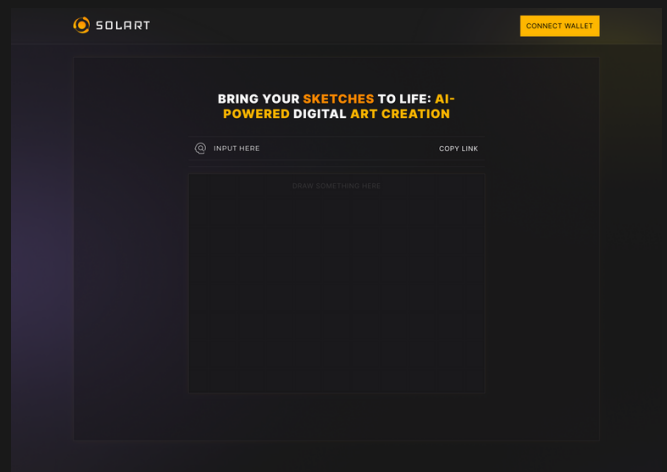 SOLART
CONNECT WALLET
BRING YOUR SKETCHES TO LIFE: AI-
POWERED DIGITAL ART CREATION
INPUT HERE
COPY LINK
DRAW SOMETHING HERE